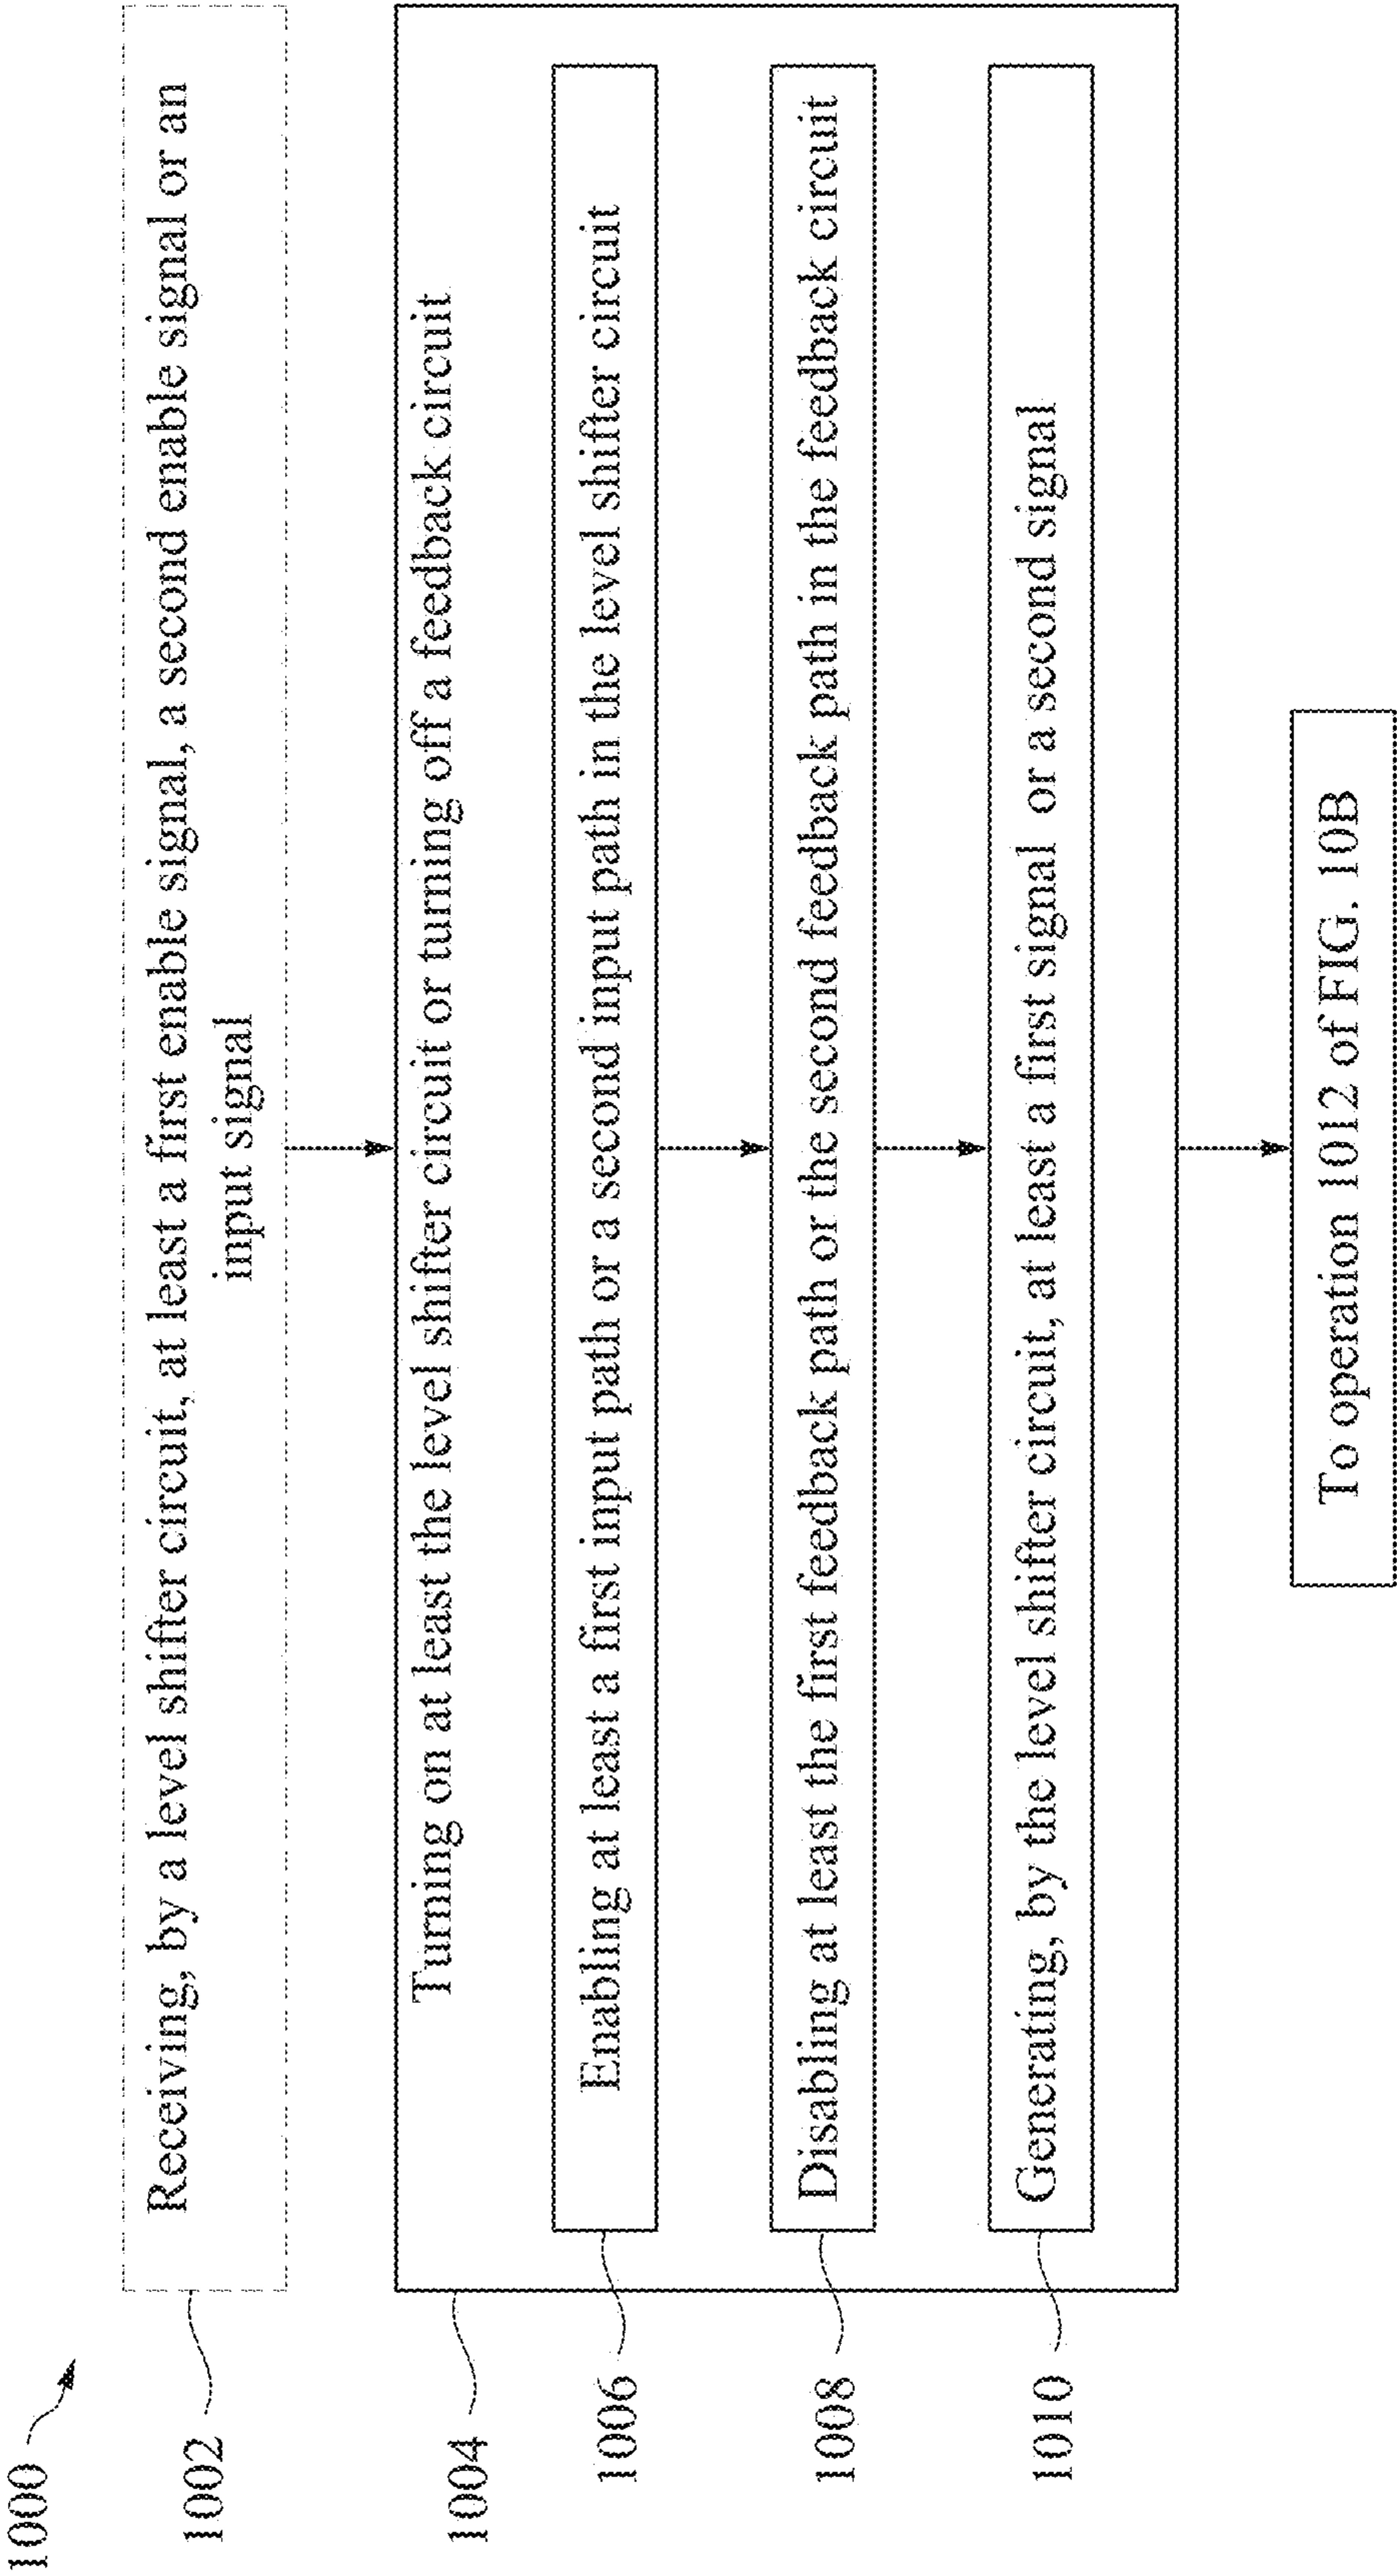 1000
1002
Receiving, by a level shifter circuit, at least a first enable signal, a second enable signal or an
input signal
1004
Turning on at least the level shifter circuit or turning off a feedback circuit
1006
Enabling at least a first input path or a second input path in the level shifter circuit
1008
Disabling at least the first feedback path or the second feedback path in the feedback circuit
1010
Generating, by the level shifter circuit, at least a first signal or a second signal
To operation 1012 of FIG. 10B